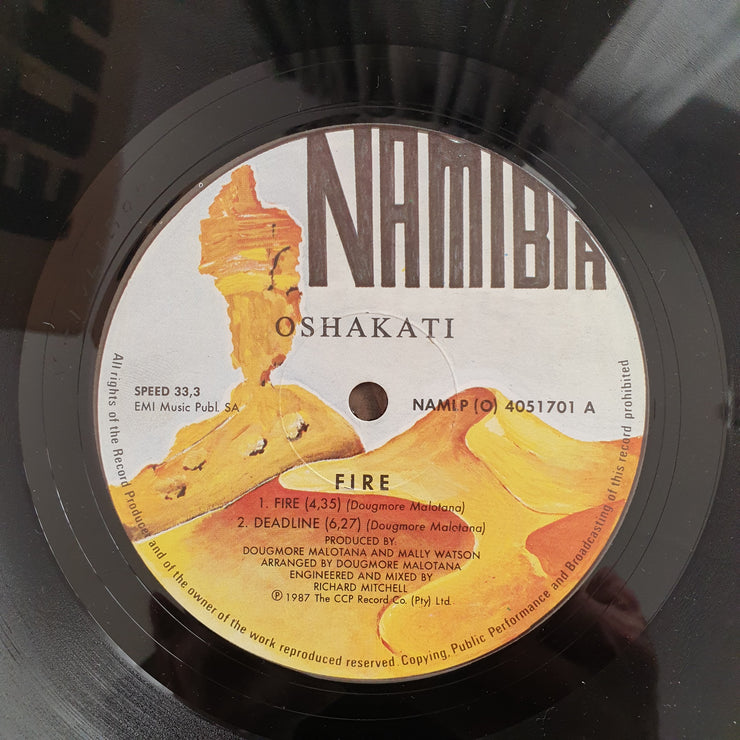 NAMIBIA
OSHAKATI
SPEED 33,3
EMI Music Publ. SA
NAMLP (O) 4051701 A
FIRE
1. FIRE (4,35) (Dougmore Malotana)
2. DEADLINE (6,27) (Dougmore Malotana)
PRODUCED BY:
DOUGMORE MALOTANA AND MALLY WATSON
ARRANGED BY DOUGMORE MALOTANA
ENGINEERED AND MIXED BY
RICHARD MITCHELL
℗ 1987 The CCP Record Co. (Pty) Ltd.
All rights of the Record Producer and of the owner of the work reproduced reserved. Copying, Public Performance and Broadcasting of this record prohibited